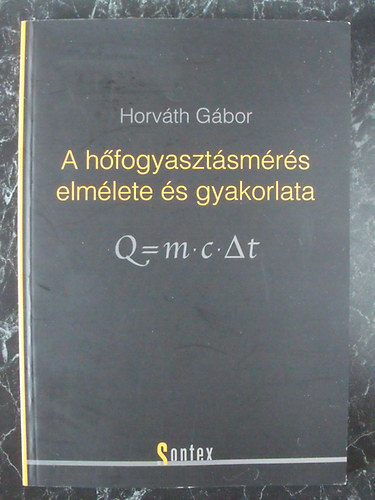 Horváth Gábor
A hőfogyasztásmérés
elmélete és gyakorlata
Q=m·c·Δt
Sontex